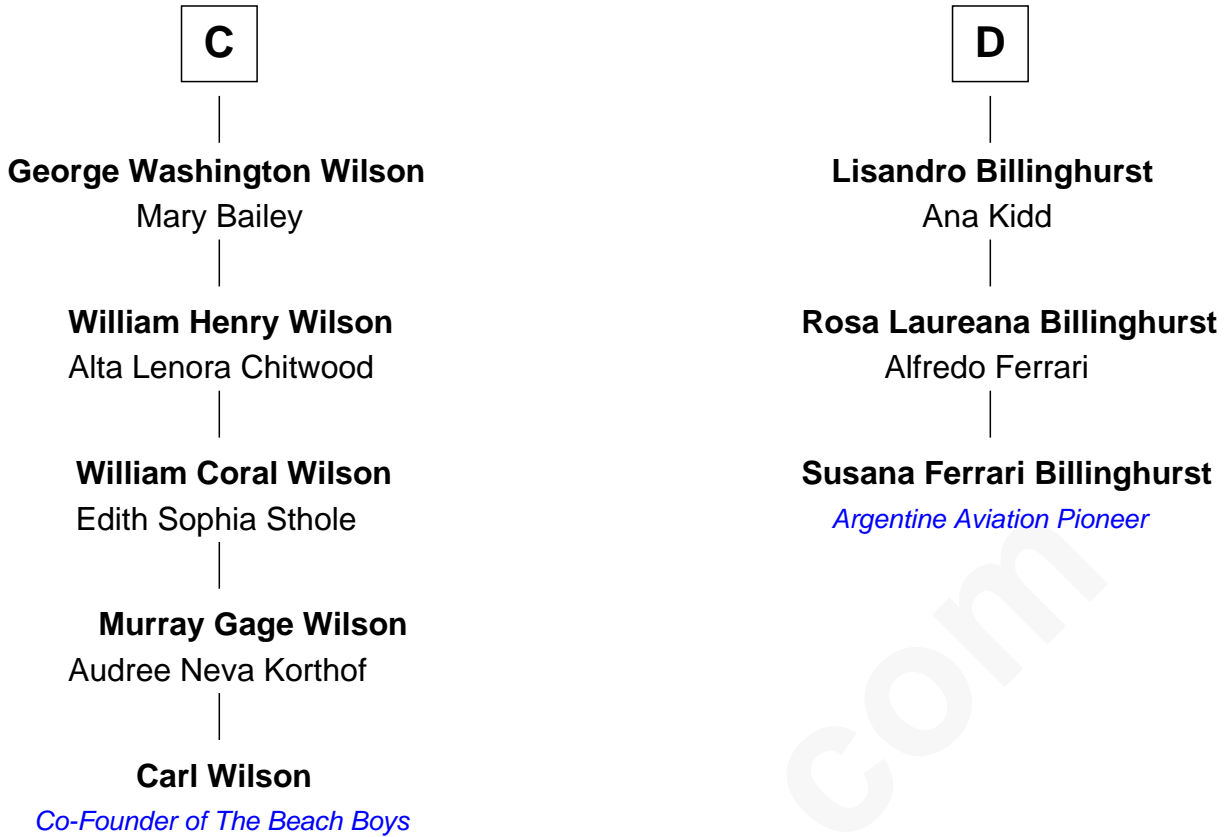 C
George Washington Wilson
Mary Bailey
William Henry Wilson
Alta Lenora Chitwood
William Coral Wilson
Edith Sophia Sthole
Murray Gage Wilson
Audree Neva Korthof
Carl Wilson
Co-Founder of The Beach Boys
D
Lisandro Billinghurst
Ana Kidd
Rosa Laureana Billinghurst
Alfredo Ferrari
Susana Ferrari Billinghurst
Argentine Aviation Pioneer
com